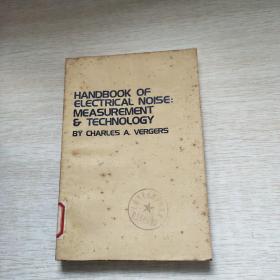 HANDBOOK OF
ELECTRICAL NOISE:
MEASUREMENT
& TECHNOLOGY
BY CHARLES A. VERGERS